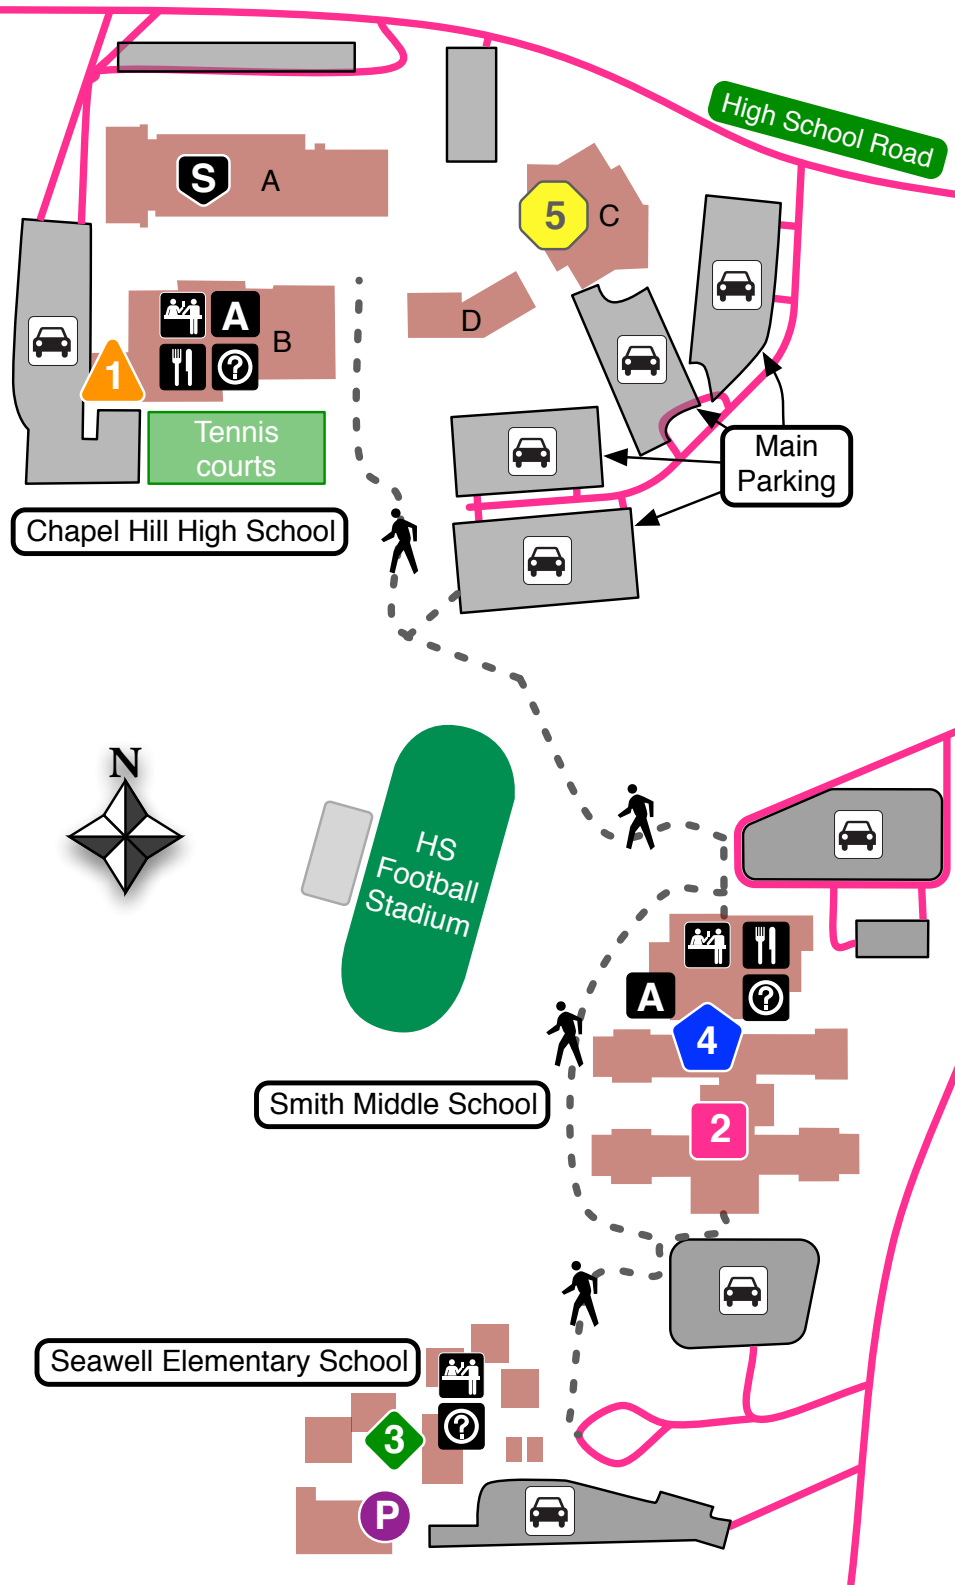 High School Road
S
A
5
C
A
B
?
D
1
Tennis
courts
Main
Parking
Chapel Hill High School
N
HS
Football
Stadium
A
?
4
Smith Middle School
2
Seawell Elementary School
?
3
P